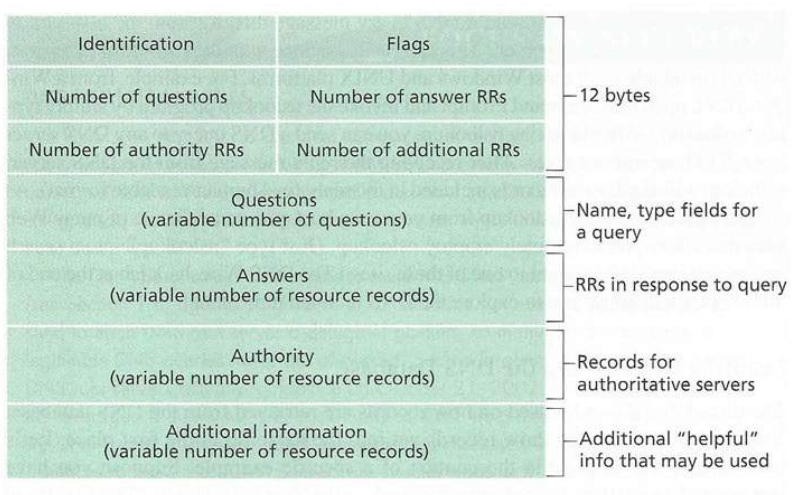 Identification
Flags
Number of questions
Number of answer RRs
12 bytes
Number of authority RRs
Number of additional RRs
Questions
(variable number of questions)
Name, type fields for
a query
Answers
(variable number of resource records)
RRs in response to query
Authority
(variable number of resource records)
Records for
authoritative servers
Additional information
(variable number of resource records)
Additional “helpful”
info that may be used